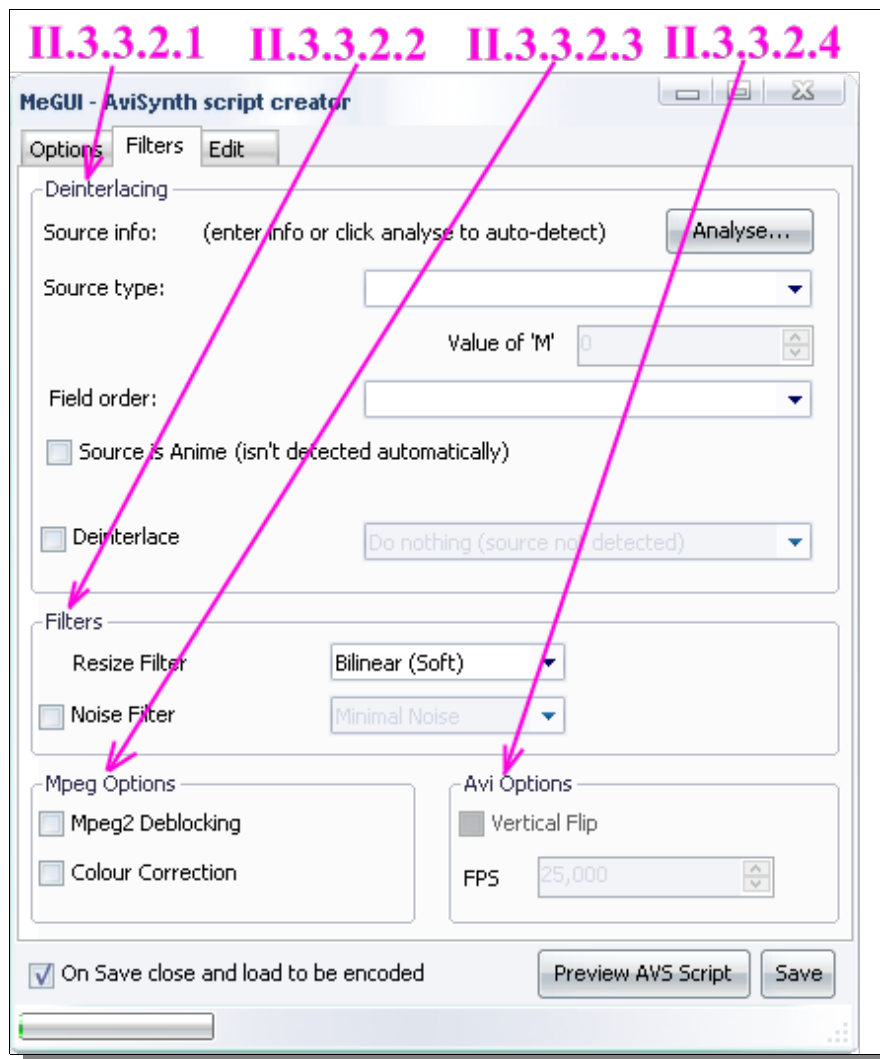 II.3.3.2.1 II.3.3.2.2 II.3.3.2.3 II.3.3.2.4
MeGUI - AviSynth script creator
Options Filters Edit
Deinterlacing
Source info: (enter info or click analyse to auto-detect) Analyse...
Source type:
Value of 'M' 0
Field order:
Source is Anime (isn't detected automatically)
Deinterlace Do nothing (source not detected)
Filters
Resize Filter Bilinear (Soft)
Noise Filter Minimal Noise
Mpeg Options Avi Options
Mpeg2 Deblocking Vertical Flip
Colour Correction FPS 25,000
On Save close and load to be encoded Preview AVS Script Save